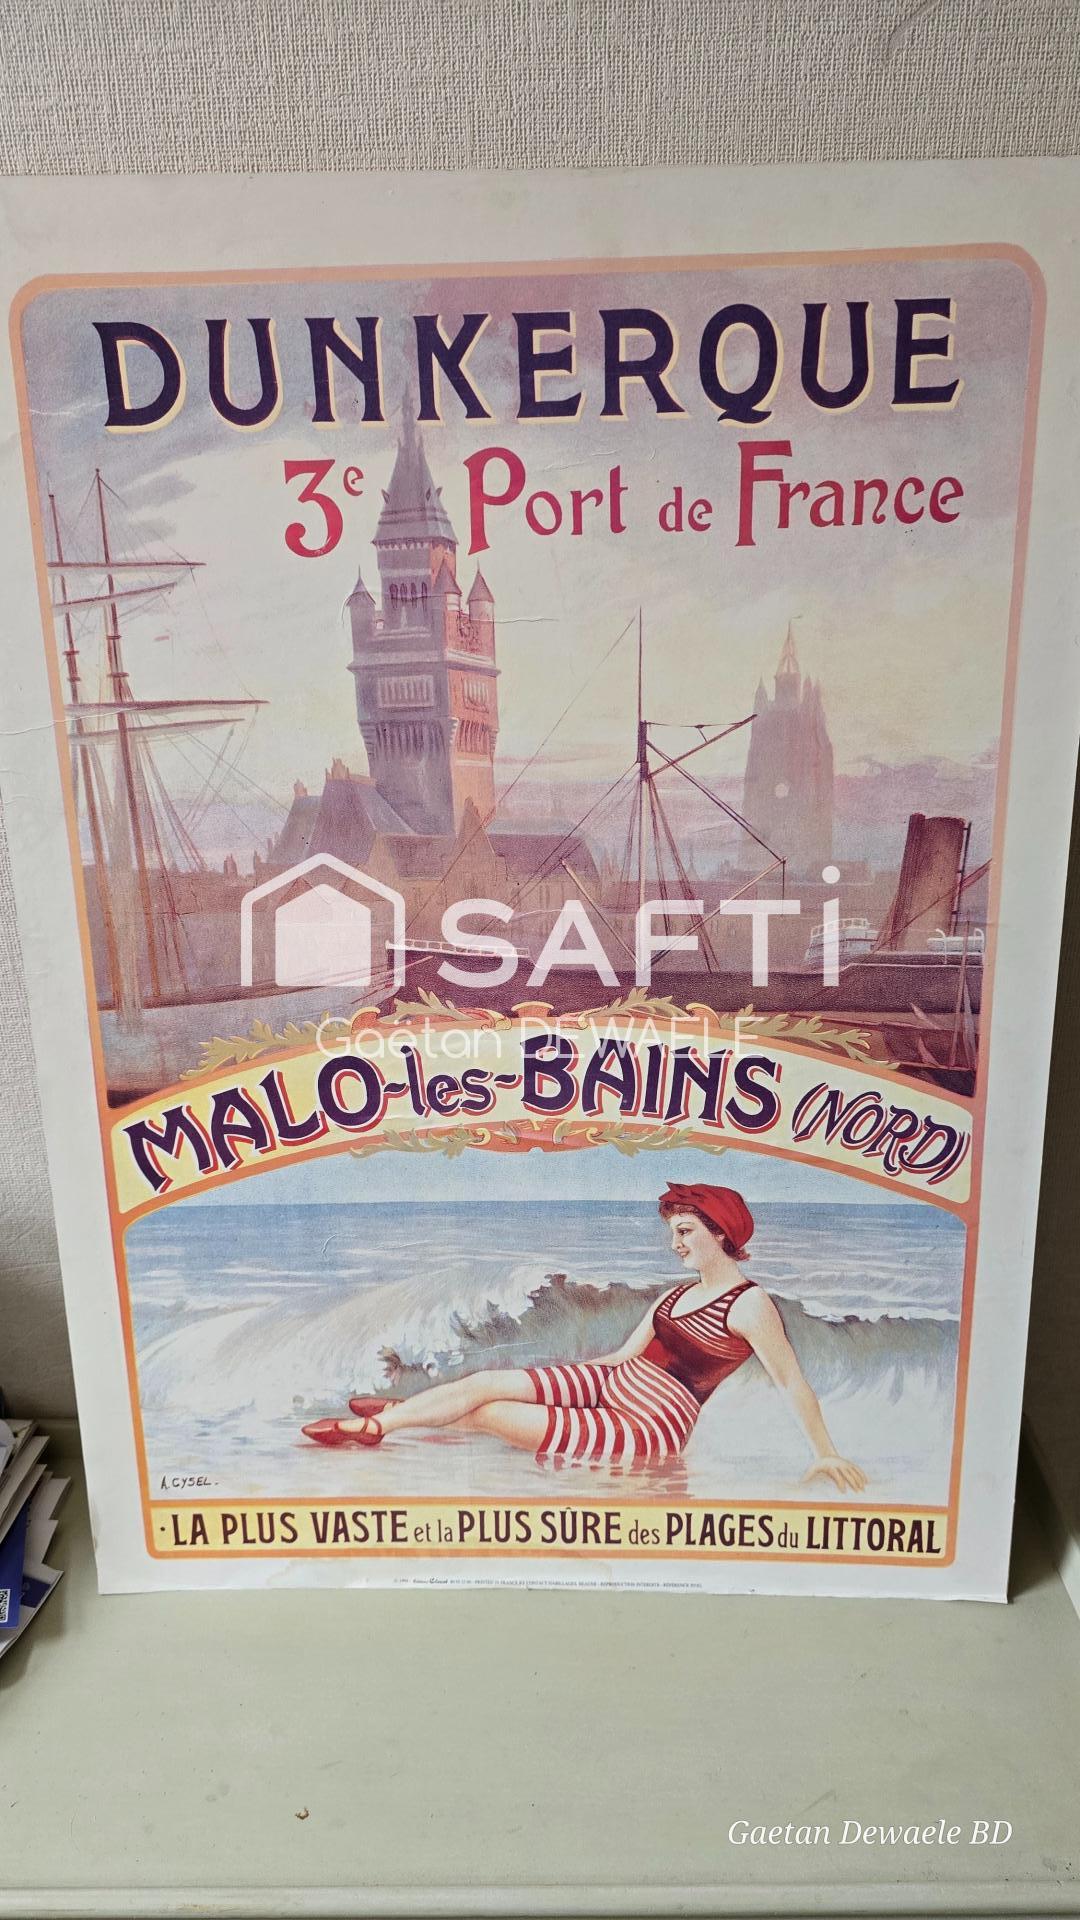 DUNKERQUE
3e Port de France
SAFTi
Gaëtan DEWAELE
MALO-les-BAINS (NORD)
A. CYSEL.
· LA PLUS VASTE et la PLUS SÛRE des PLAGES du LITTORAL
Gaetan Dewaele BD